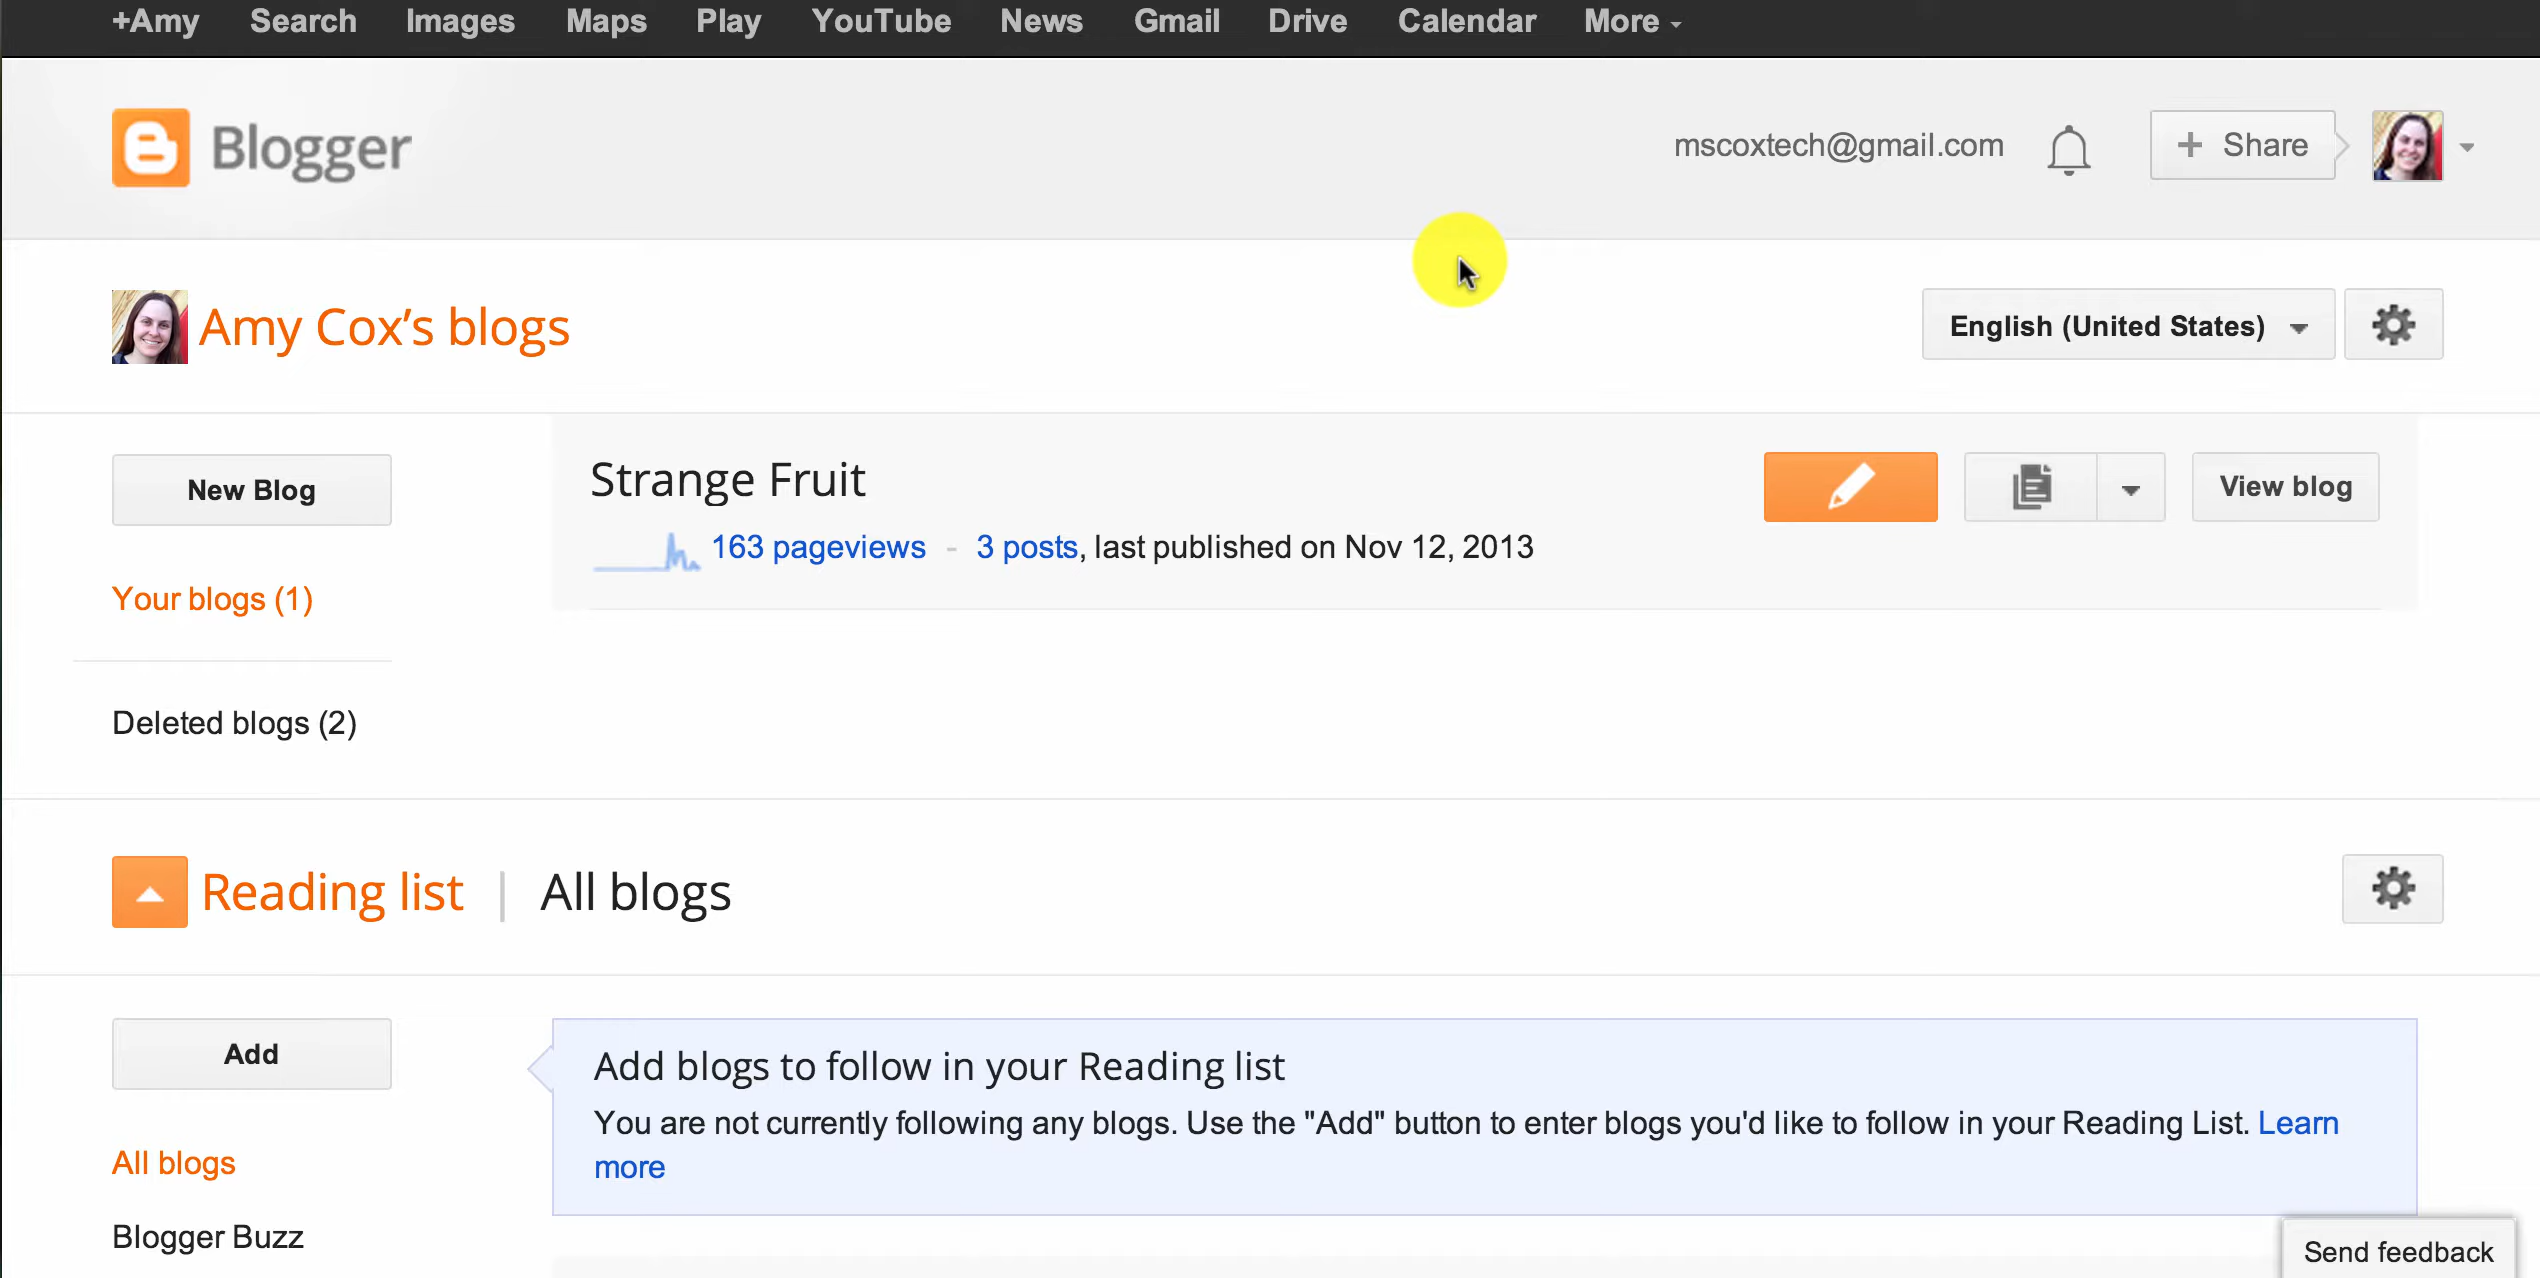 +Amy Search Images Maps Play YouTube News Gmail Drive Calendar More
Blogger
mscoxtech@gmail.com
+ Share
Amy Cox’s blogs
English (United States)
New Blog
Strange Fruit
View blog
163 pageviews - 3 posts, last published on Nov 12, 2013
Your blogs (1)
Deleted blogs (2)
Reading list | All blogs
Add
Add blogs to follow in your Reading list
You are not currently following any blogs. Use the "Add" button to enter blogs you'd like to follow in your Reading List. Learn
more
All blogs
Blogger Buzz
Send feedback